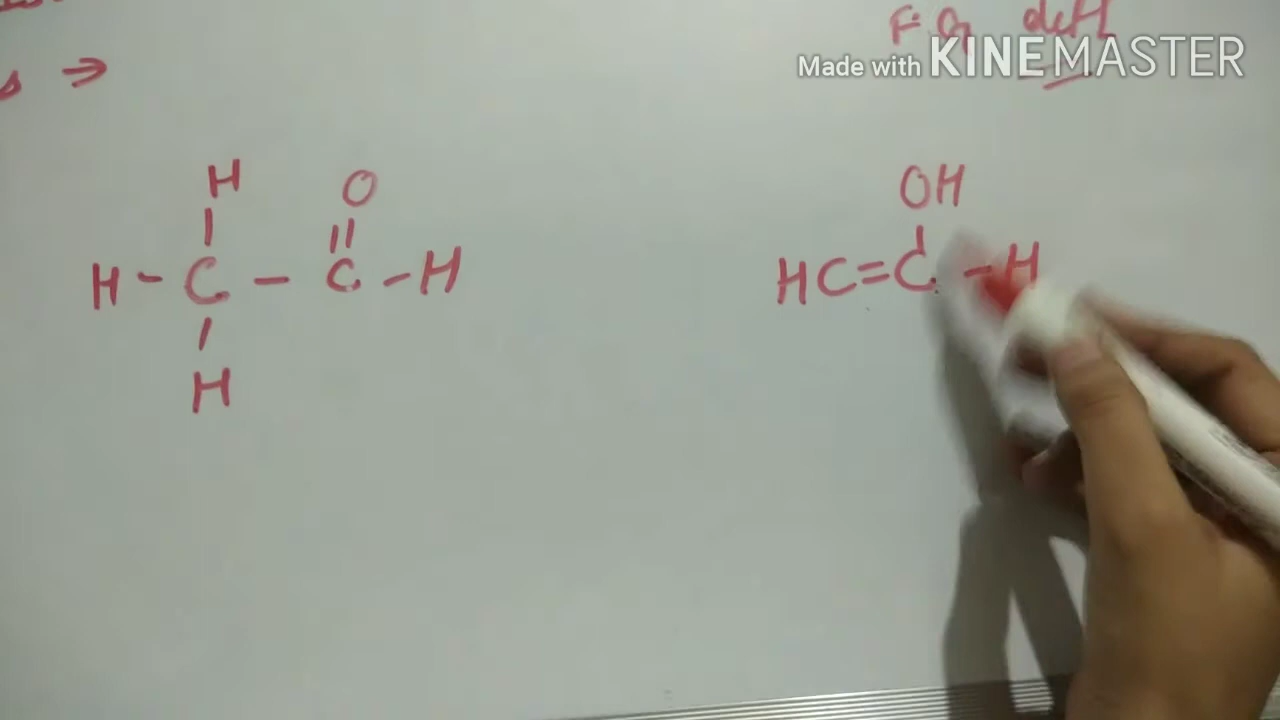 F. G
Made with KINEMASTER
→
H O
H - C - C - H
H
OH
HC = C - H